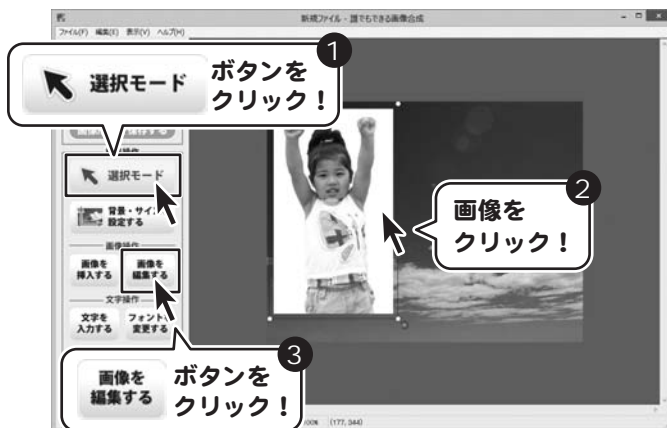 新規ファイル - 誰でもできる画像合成
ファイル(F) 編集(E) 表示(V) ヘルプ(H)
1
選択モード
ボタンを
クリック！
選択モード
背景・サイズ
設定する
画像操作
画像を
挿入する
画像を
編集する
文字操作
文字を
入力する
フォントを
変更する
2
画像を
クリック！
3
画像を
編集する
ボタンを
クリック！
(177, 344)